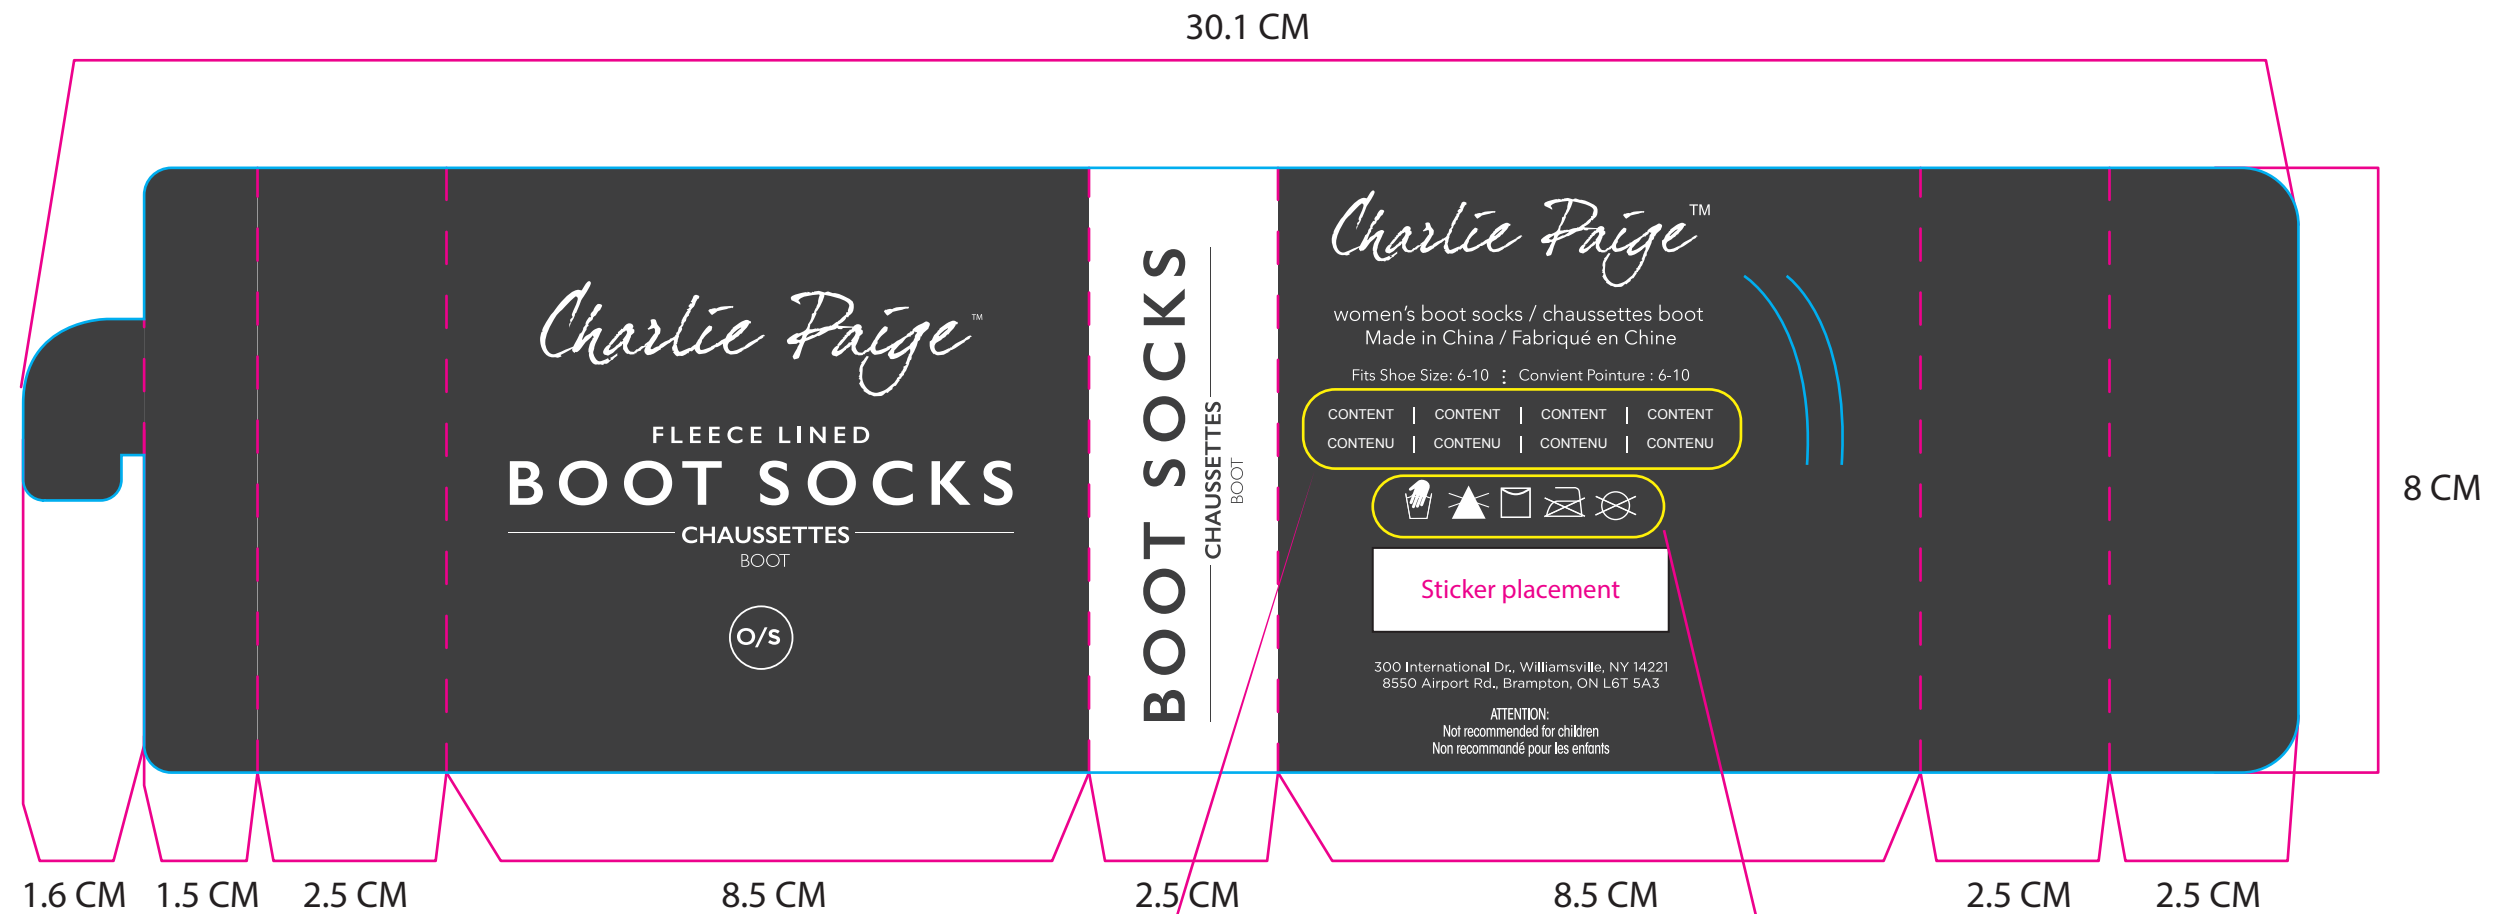 30.1 CM
Charlie Paige™
FLEECE LINED
BOOT SOCKS
CHAUSSETTES
BOOT
O/S
BOOT SOCKS
CHAUSSETTES
BOOT
Charlie Paige™
women's boot socks / chaussettes boot
Made in China / Fabriqué en Chine
Fits Shoe Size: 6-10 ⋮ Convient Pointure : 6-10
CONTENT | CONTENT | CONTENT | CONTENT
CONTENU | CONTENU | CONTENU | CONTENU
Sticker placement
300 International Dr., Williamsville, NY 14221
8550 Airport Rd., Brampton, ON L6T 5A3
ATTENTION:
Not recommended for children
Non recommandé pour les enfants
8 CM
1.6 CM 1.5 CM 2.5 CM 8.5 CM 2.5 CM 8.5 CM 2.5 CM 2.5 CM